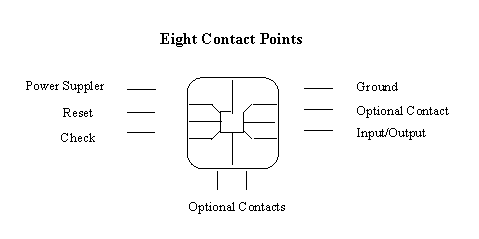 Eight Contact Points
Power Suppler
Reset
Check
Ground
Optional Contact
Input/Output
Optional Contacts